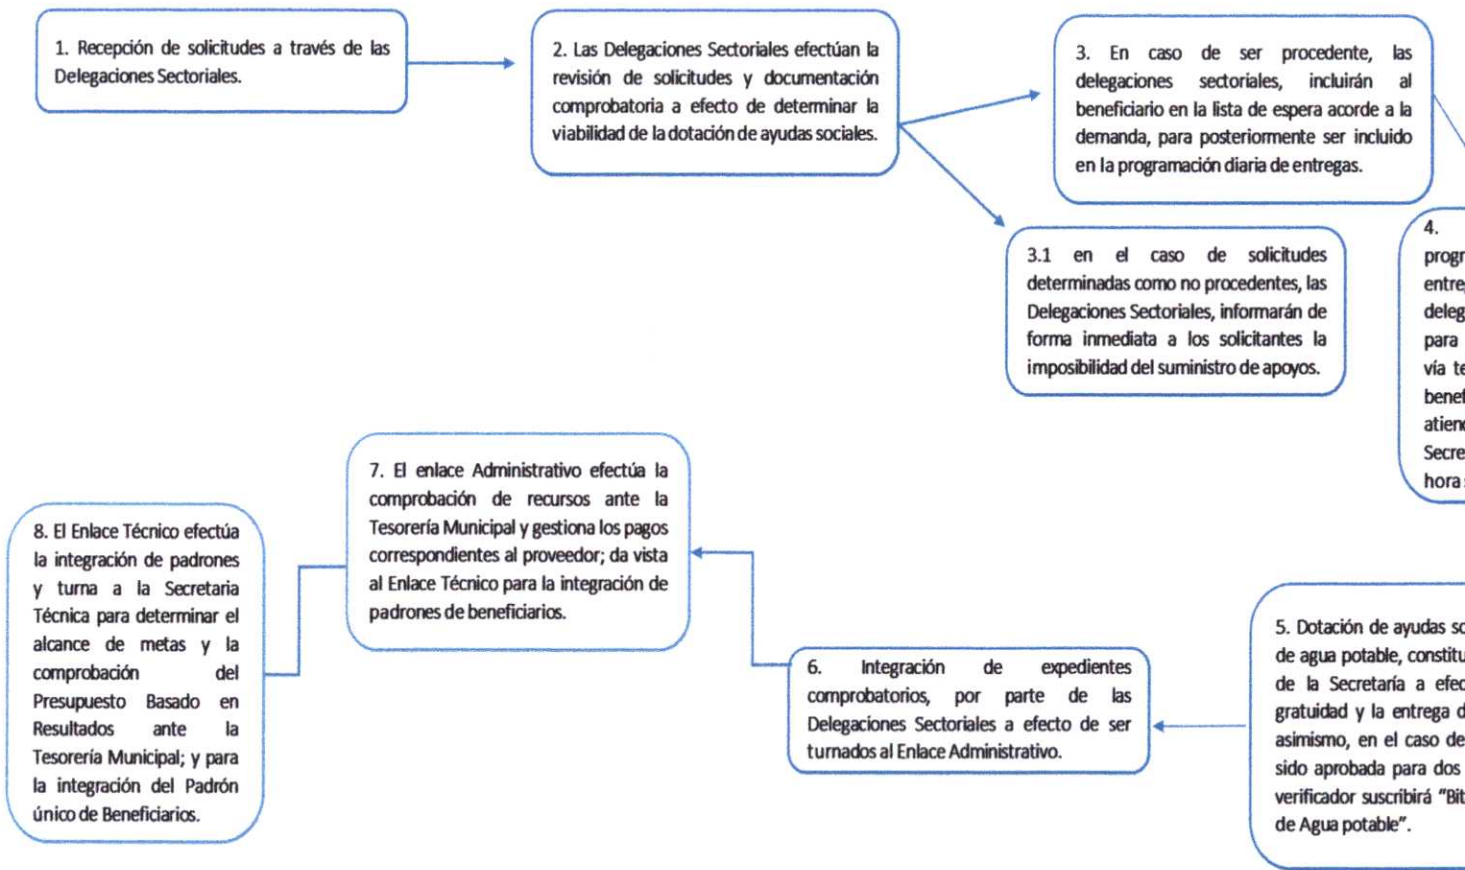 1. Recepción de solicitudes a través de las
Delegaciones Sectoriales.
2. Las Delegaciones Sectoriales efectúan la
revisión de solicitudes y documentación
comprobatoria a efecto de determinar la
viabilidad de la dotación de ayudas sociales.
3. En caso de ser procedente, las
delegaciones sectoriales, incluirán al
beneficiario en la lista de espera acorde a la
demanda, para posteriormente ser incluido
en la programación diaria de entregas.
3.1 en el caso de solicitudes
determinadas como no procedentes, las
Delegaciones Sectoriales, informarán de
forma inmediata a los solicitantes la
imposibilidad del suministro de apoyos.
4.
para
vía
hora
5. Dotación de ayudas
de agua potable,
de la Secretaría a
gratuidad y la entrega
asimismo, en el caso de
sido aprobada para dos
verificador suscribirá
de Agua potable".
6. Integración de expedientes
comprobatorios, por parte de las
Delegaciones Sectoriales a efecto de ser
turnados al Enlace Administrativo.
7. El enlace Administrativo efectúa la
comprobación de recursos ante la
Tesorería Municipal y gestiona los pagos
correspondientes al proveedor; da vista
al Enlace Técnico para la integración de
padrones de beneficiarios.
8. El Enlace Técnico efectúa
la integración de padrones
y turna a la Secretaria
Técnica para determinar el
alcance de metas y la
comprobación del
Presupuesto Basado en
Resultados ante la
Tesorería Municipal; y para
la integración del Padrón
único de Beneficiarios.